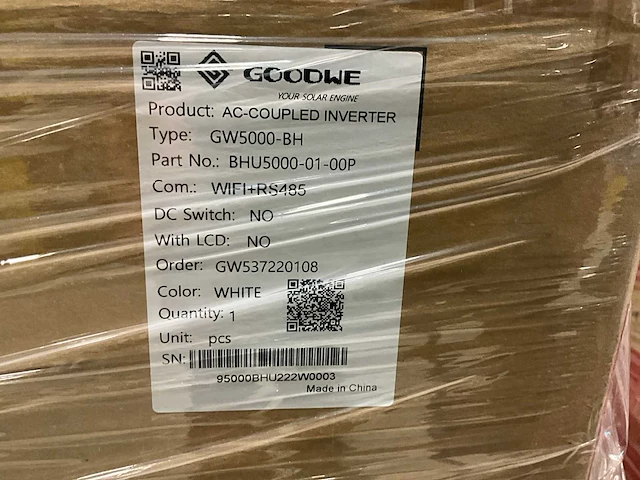 GOODWE
YOUR SOLAR ENGINE
Product: AC-COUPLED INVERTER
Type: GW5000-BH
Part No.: BHU5000-01-00P
Com.: WIFI+RS485
DC Switch: NO
With LCD: NO
Order: GW537220108
Color: WHITE
Quantity: 1
Unit: pcs
SN:
95000BHU222W0003
Made in China